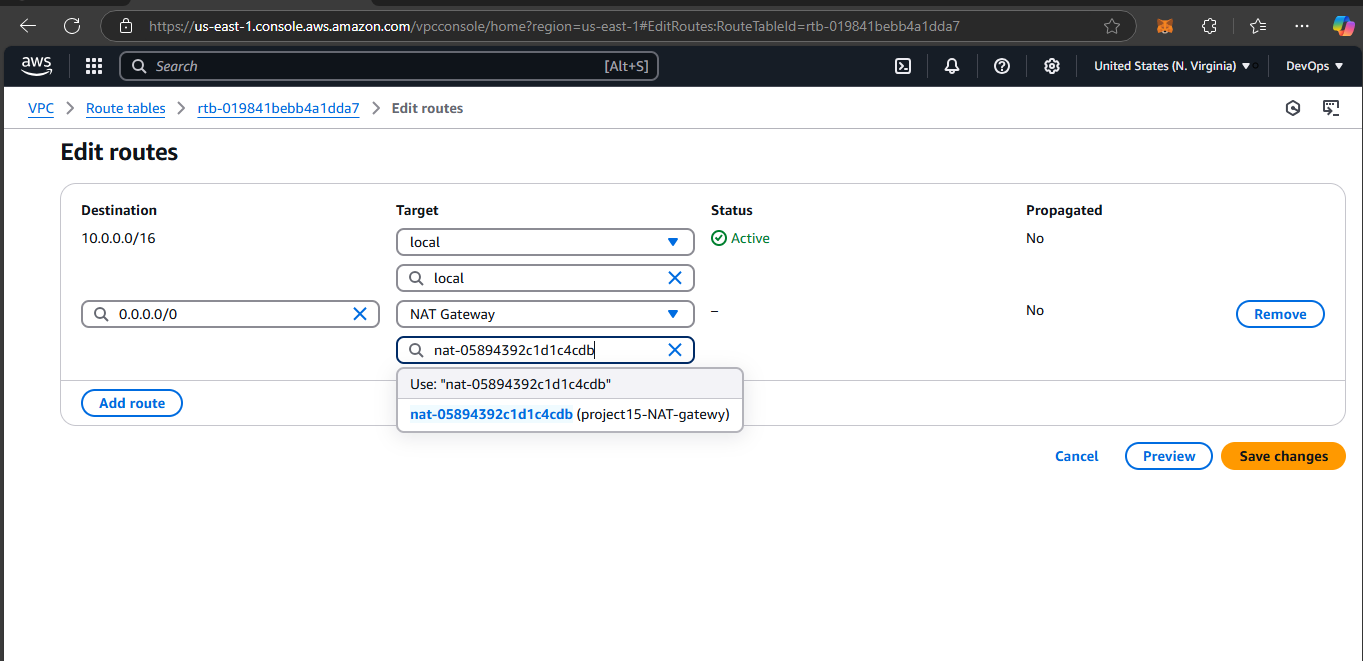 https://us-east-1.console.aws.amazon.com/vpcconsole/home?region=us-east-1#EditRoutes:RouteTableId=rtb-019841bebb4a1dda7
aws Search [Alt+S] United States (N. Virginia) DevOps
VPC Route tables rtb-019841bebb4a1dda7 Edit routes
Edit routes
Destination Target Status Propagated
10.0.0.0/16 local Active No
local
0.0.0.0/0 NAT Gateway – No Remove
nat-05894392c1d1c4cdb
Use: "nat-05894392c1d1c4cdb"
Add route
nat-05894392c1d1c4cdb (project15-NAT-gatewy)
Cancel Preview Save changes